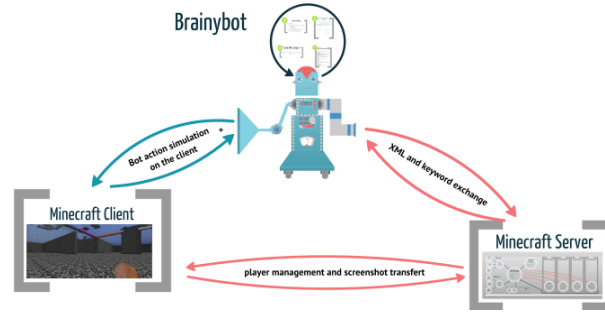 Brainybot
Bot action simulation
on the client
+
XML and keyword exchange
Minecraft Client
Minecraft Server
player management and screenshot transfert